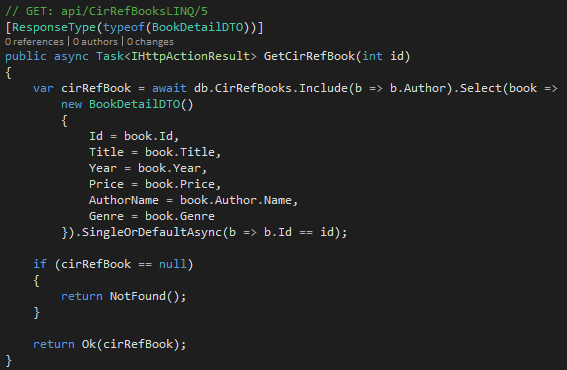 // GET: api/CirRefBooksLINQ/5
[ResponseType(typeof(BookDetailDTO))]
0 references | 0 authors | 0 changes
public async Task<IHttpActionResult> GetCirRefBook(int id)
{
    var cirRefBook = await db.CirRefBooks.Include(b => b.Author).Select(book =>
        new BookDetailDTO()
        {
            Id = book.Id,
            Title = book.Title,
            Year = book.Year,
            Price = book.Price,
            AuthorName = book.Author.Name,
            Genre = book.Genre
        }).SingleOrDefaultAsync(b => b.Id == id);
    if (cirRefBook == null)
    {
        return NotFound();
    }
    return Ok(cirRefBook);
}